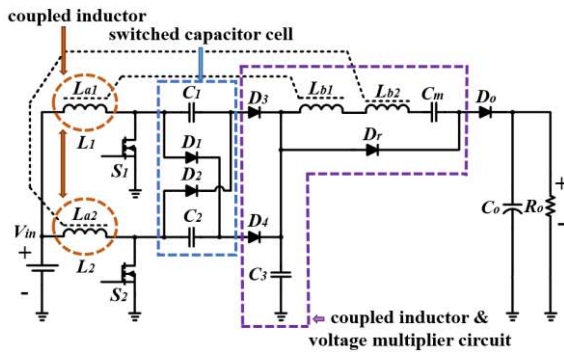 coupled inductor
switched capacitor cell
La1
C1
D3
Lb1
Lb2
Cm
Do
L1
D1
Dr
S1
D2
La2
C2
D4
Co
Ro
+
-
Vin
+
-
L2
S2
C3
coupled inductor &
voltage multiplier circuit